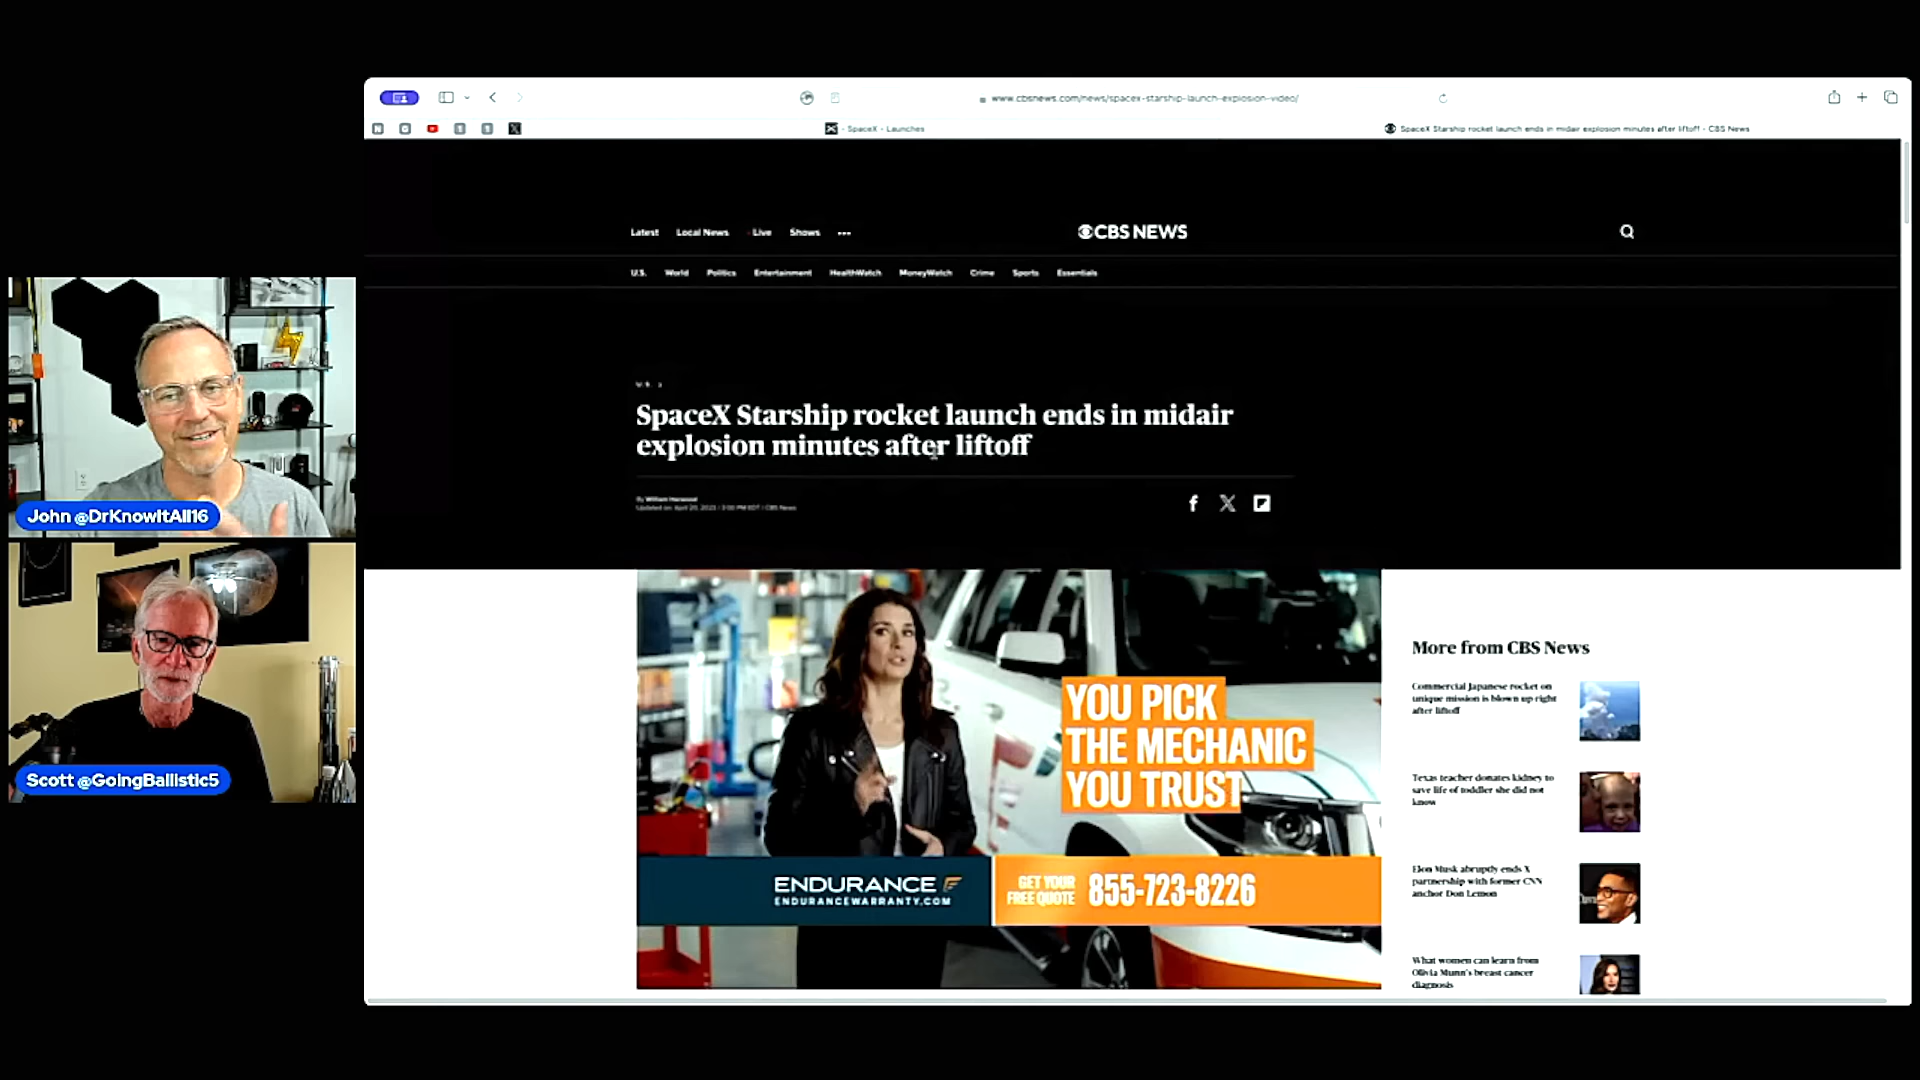 www.cbsnews.com/news/spacex-starship-launch-explosion-video/
SpaceX - Launches
SpaceX Starship rocket launch ends in midair explosion minutes after liftoff - CBS News
Latest Local News Live Shows
CBS NEWS
U.S. World Politics Entertainment HealthWatch MoneyWatch Crime Sports Essentials
U.S.
SpaceX Starship rocket launch ends in midair
explosion minutes after liftoff
By William Harwood
Updated on: April 20, 2023 / 3:00 PM EDT / CBS News
John @DrKnowItAll16
Scott @GoingBallistic5
YOU PICK
THE MECHANIC
YOU TRUST
ENDURANCE
ENDURANCEWARRANTY.COM
GET YOUR
FREE QUOTE
855-723-8226
More from CBS News
Commercial Japanese rocket on
unique mission is blown up right
after liftoff
Texas teacher donates kidney to
save life of toddler she did not
know
Elon Musk abruptly ends X
partnership with former CNN
anchor Don Lemon
What women can learn from
Olivia Munn's breast cancer
diagnosis